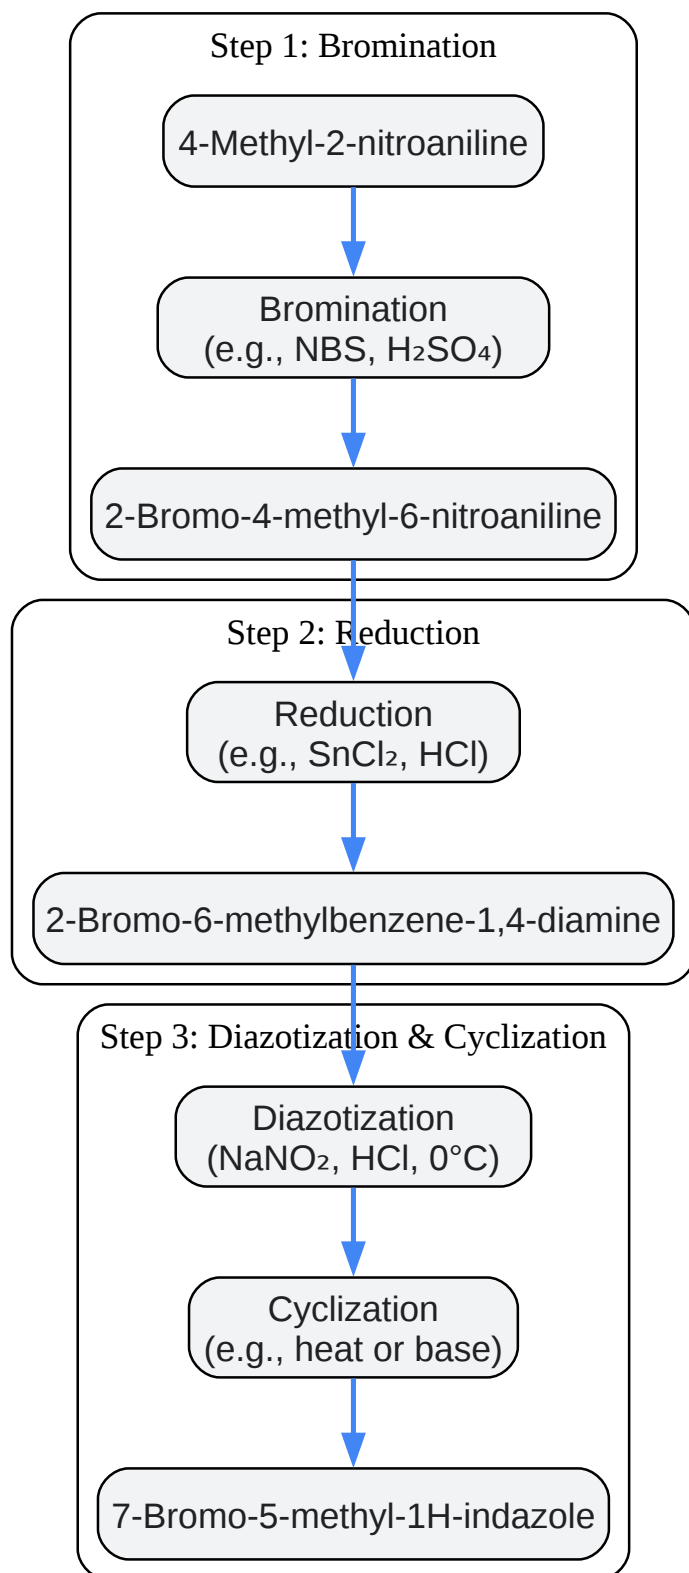 Step 1: Bromination
4-Methyl-2-nitroaniline
Bromination
(e.g., NBS, H₂SO₄)
2-Bromo-4-methyl-6-nitroaniline
Step 2: Reduction
Reduction
(e.g., SnCl₂, HCl)
2-Bromo-6-methylbenzene-1,4-diamine
Step 3: Diazotization & Cyclization
Diazotization
(NaNO₂, HCl, 0°C)
Cyclization
(e.g., heat or base)
7-Bromo-5-methyl-1H-indazole